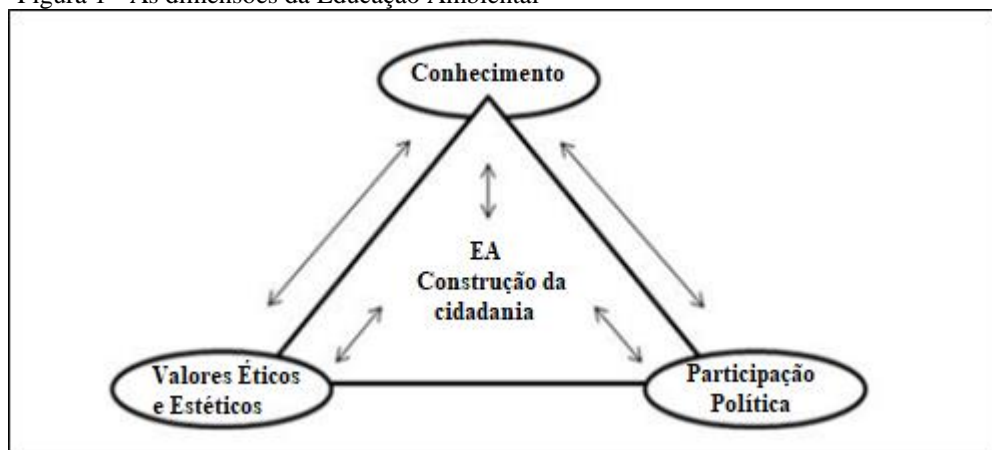 Figura 1 - As dimensões da Educação Ambiental
Conhecimento
EA
Construção da
cidadania
Valores Éticos
e Estéticos
Participação
Política